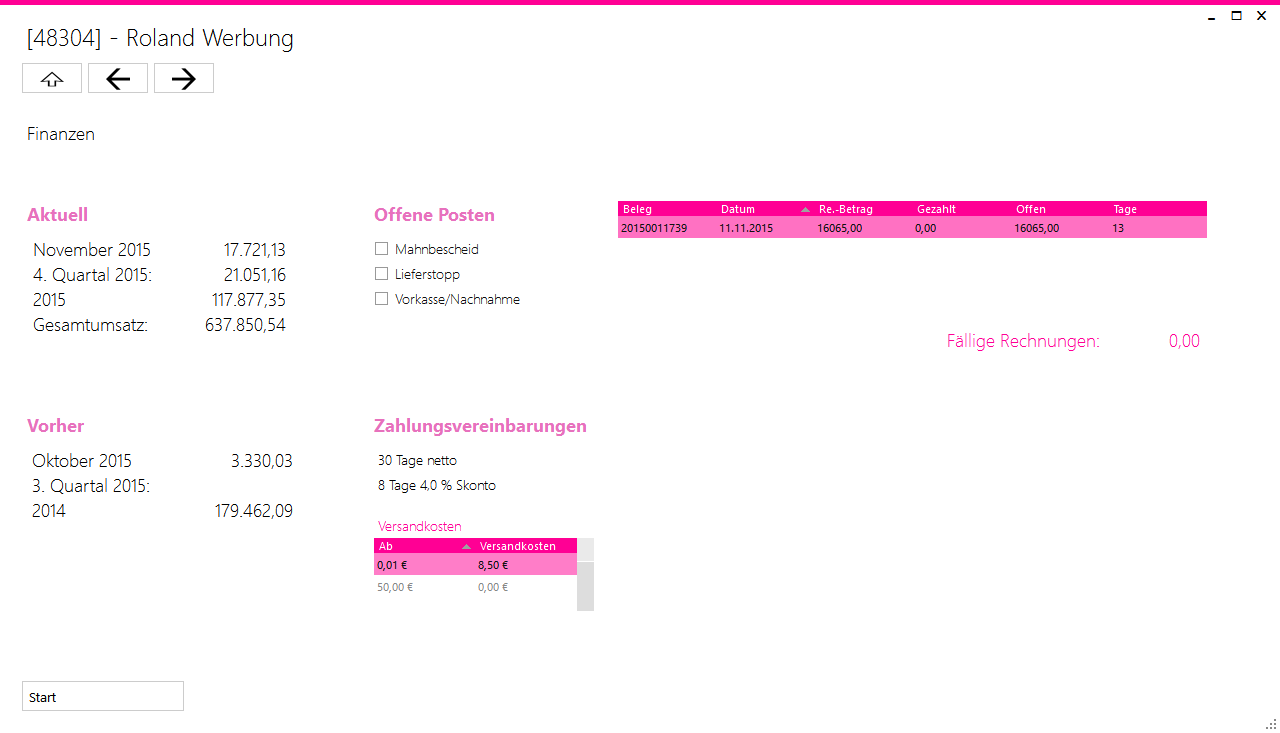 [48304] - Roland Werbung
Finanzen
Aktuell
November 2015 17.721,13
4. Quartal 2015: 21.051,16
2015 117.877,35
Gesamtumsatz: 637.850,54
Offene Posten
Mahnbescheid
Lieferstopp
Vorkasse/Nachnahme
Beleg Datum Re.-Betrag Gezahlt Offen Tage
20150011739 11.11.2015 16065,00 0,00 16065,00 13
Fällige Rechnungen: 0,00
Vorher
Oktober 2015 3.330,03
3. Quartal 2015:
2014 179.462,09
Zahlungsvereinbarungen
30 Tage netto
8 Tage 4,0 % Skonto
Versandkosten
Ab Versandkosten
0,01 € 8,50 €
50,00 € 0,00 €
Start